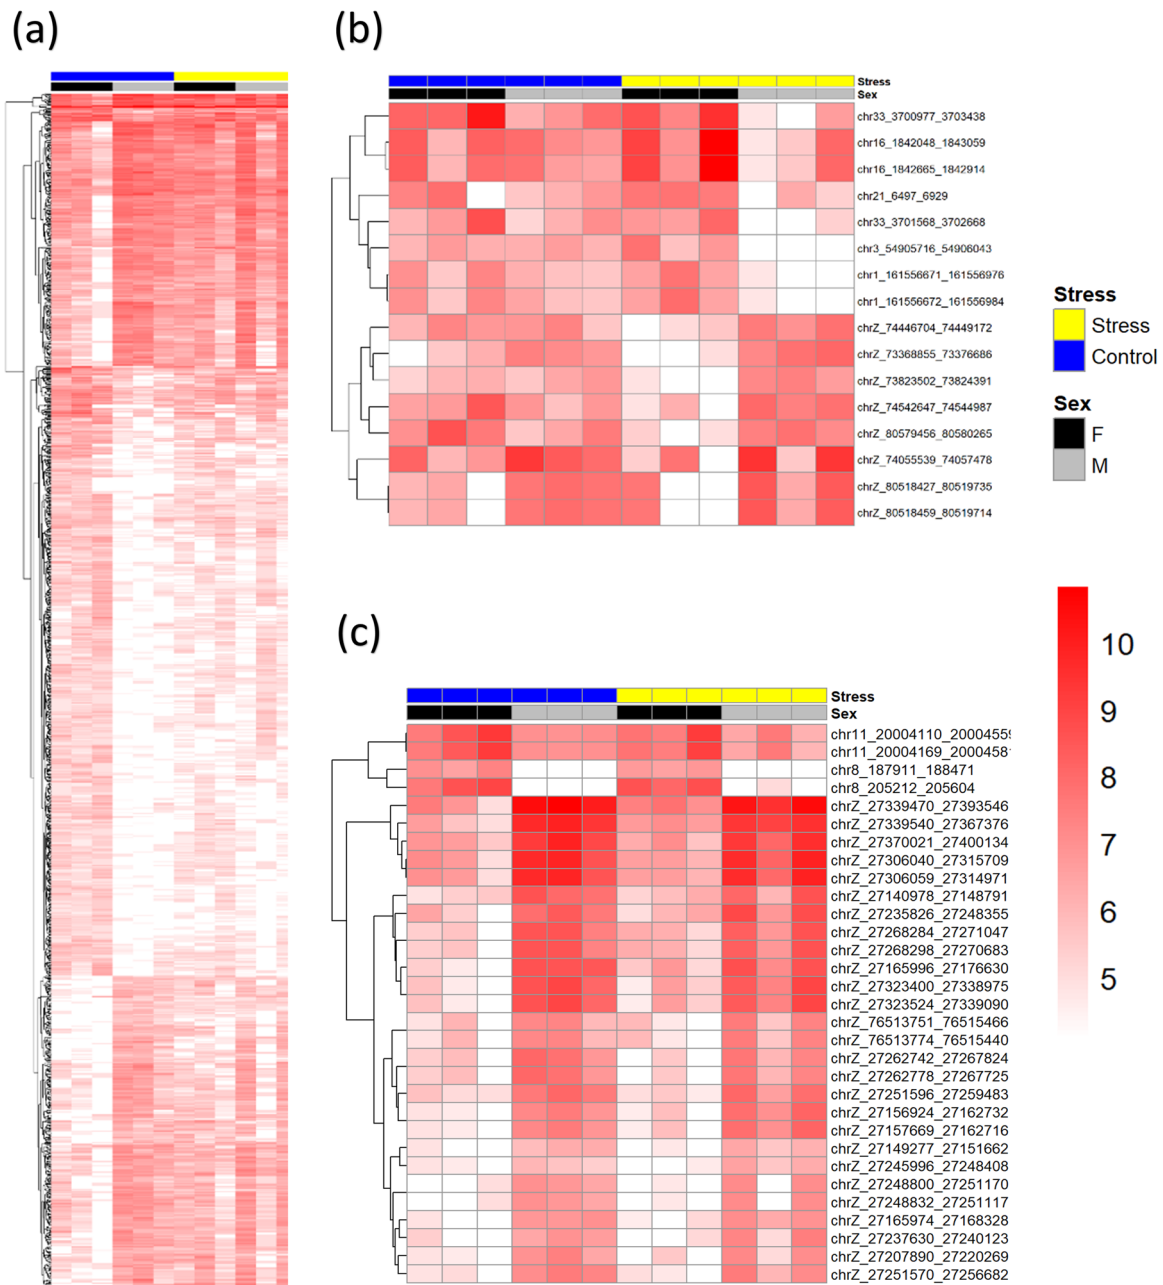 (a)
(b)
Stress
Sex
chr33_3700977_3703438
chr16_1842048_1843059
chr16_1842665_1842914
chr21_6497_6929
chr33_3701568_3702668
chr3_54905716_54906043
chr1_161556671_161556976
chr1_161556672_161556984
chrZ_74446704_74449172
chrZ_73368855_73376686
chrZ_73823502_73824391
chrZ_74542647_74544987
chrZ_80579456_80580265
chrZ_74055539_74057478
chrZ_80518427_80519735
chrZ_80518459_80519714
Stress
Stress
Control
Sex
F
M
(c)
Stress
Sex
chr11_20004110_2000455
chr11_20004169_2000458
chr8_187911_188471
chr8_205212_205604
chrZ_27339470_27393546
chrZ_27339540_27367376
chrZ_27370021_27400134
chrZ_27306040_27315709
chrZ_27306059_27314971
chrZ_27140978_27148791
chrZ_27235826_27248355
chrZ_27268284_27271047
chrZ_27268298_27270683
chrZ_27165996_27176630
chrZ_27323400_27338975
chrZ_27323524_27339090
chrZ_76513751_76515466
chrZ_76513774_76515440
chrZ_27262742_27267824
chrZ_27262778_27267725
chrZ_27251596_27259483
chrZ_27156924_27162732
chrZ_27157669_27162716
chrZ_27149277_27151662
chrZ_27245996_27248408
chrZ_27248800_27251170
chrZ_27248832_27251117
chrZ_27165974_27168328
chrZ_27237630_27240123
chrZ_27207890_27220269
chrZ_27251570_27256682
10
9
8
7
6
5